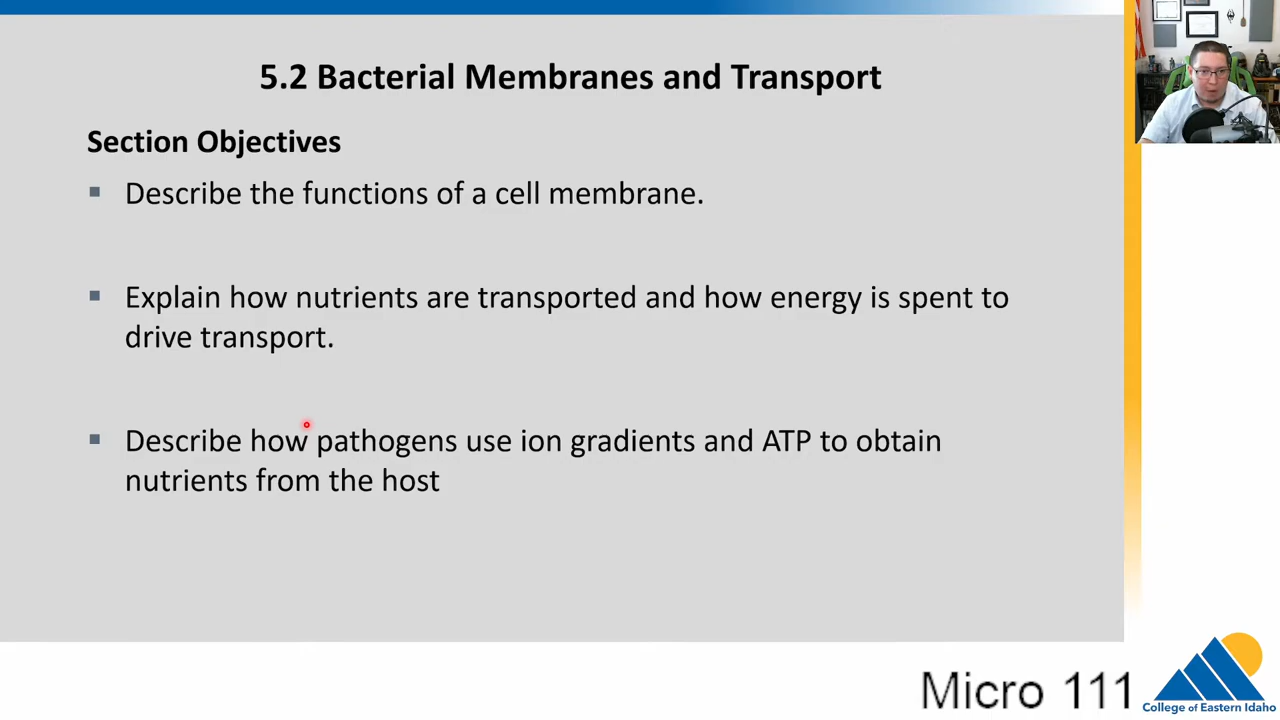 5.2 Bacterial Membranes and Transport
Section Objectives
▪ Describe the functions of a cell membrane.
▪ Explain how nutrients are transported and how energy is spent to
drive transport.
▪ Describe how pathogens use ion gradients and ATP to obtain
nutrients from the host
Micro 111
College of Eastern Idaho